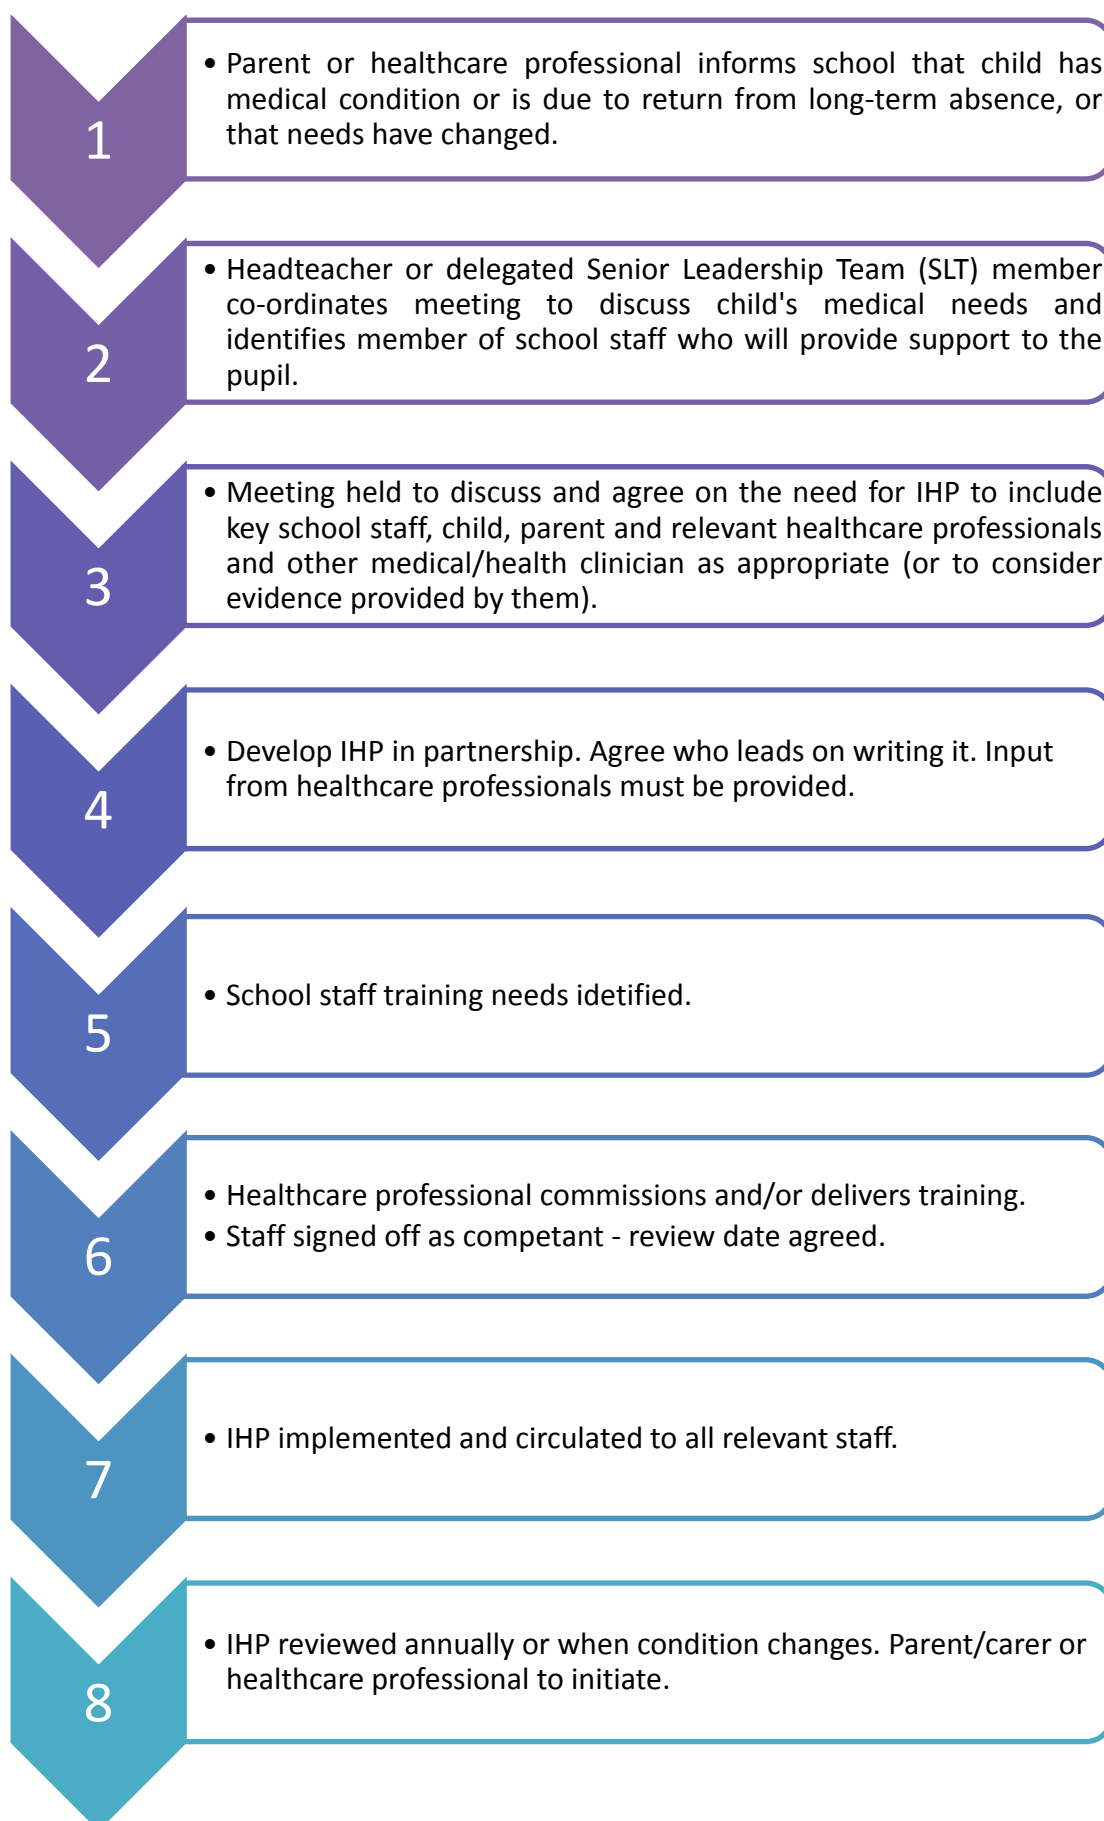 1
• Parent or healthcare professional informs school that child has
medical condition or is due to return from long-term absence, or
that needs have changed.
2
• Headteacher or delegated Senior Leadership Team (SLT) member
co-ordinates meeting to discuss child's medical needs and
identifies member of school staff who will provide support to the
pupil.
3
• Meeting held to discuss and agree on the need for IHP to include
key school staff, child, parent and relevant healthcare professionals
and other medical/health clinician as appropriate (or to consider
evidence provided by them).
4
• Develop IHP in partnership. Agree who leads on writing it. Input
from healthcare professionals must be provided.
5
• School staff training needs idetified.
6
• Healthcare professional commissions and/or delivers training.
• Staff signed off as competant - review date agreed.
7
• IHP implemented and circulated to all relevant staff.
8
• IHP reviewed annually or when condition changes. Parent/carer or
healthcare professional to initiate.